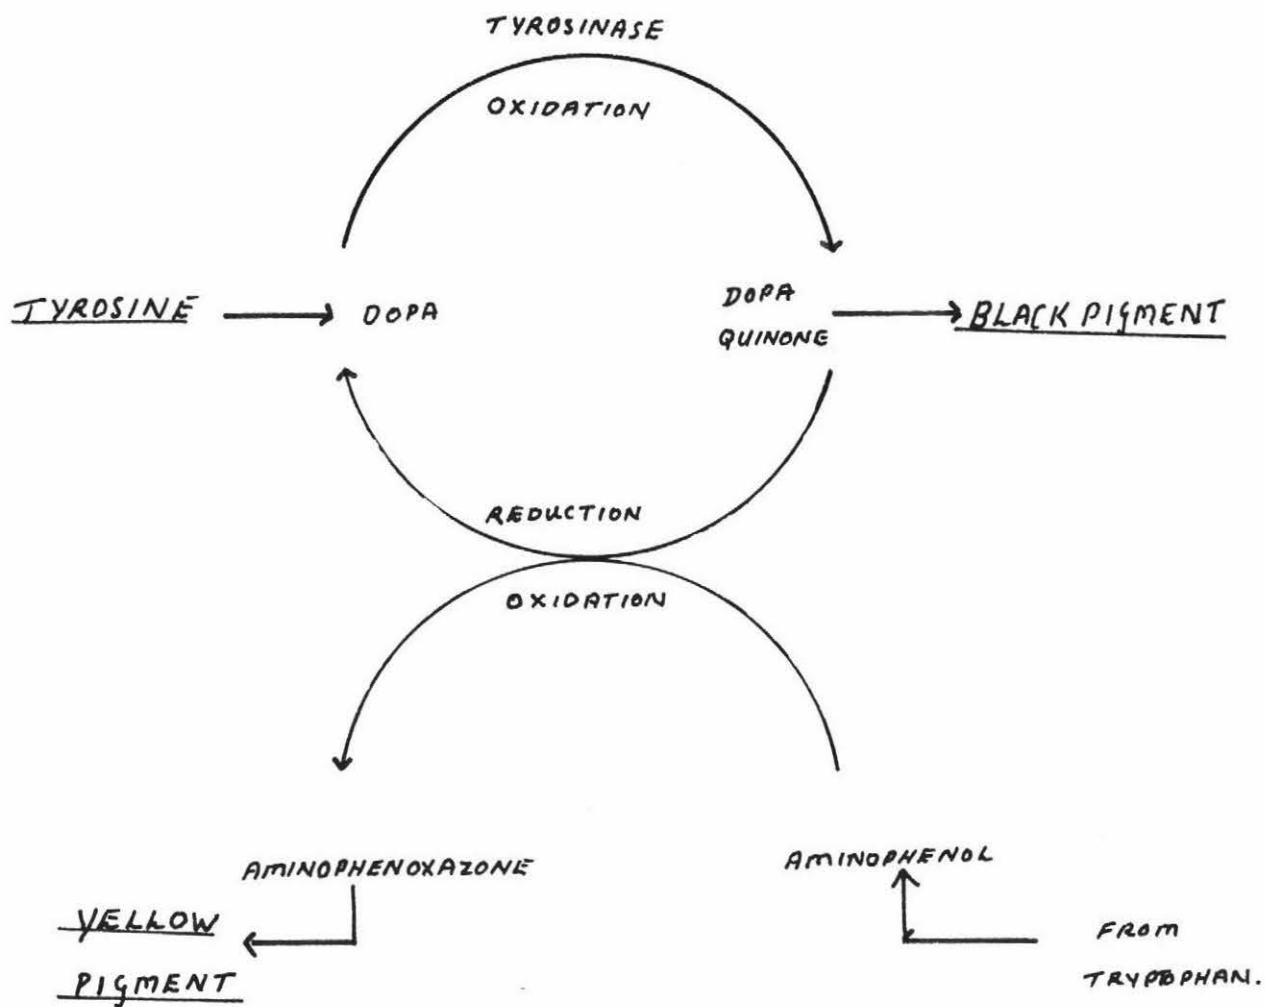 TYROSINASE
OXIDATION
TYROSINE
DOPA
DOPA
QUINONE
BLACK PIGMENT
REDUCTION
OXIDATION
AMINOPHENOXAZONE
AMINOPHENOL
YELLOW
PIGMENT
FROM
TRYPTOPHAN.